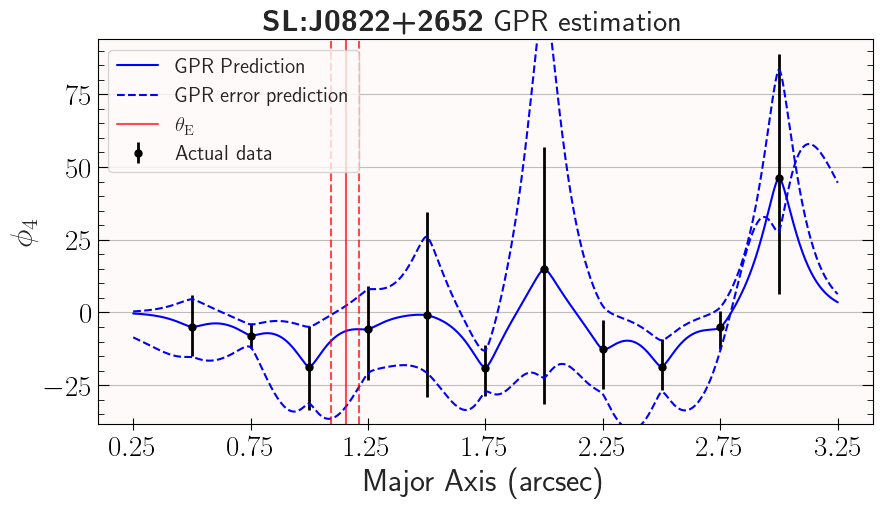 SL:J0822+2652 GPR estimation
GPR Prediction
GPR error prediction
θE
Actual data
75
50
25
0
−25
ϕ4
0.25 0.75 1.25 1.75 2.25 2.75 3.25
Major Axis (arcsec)